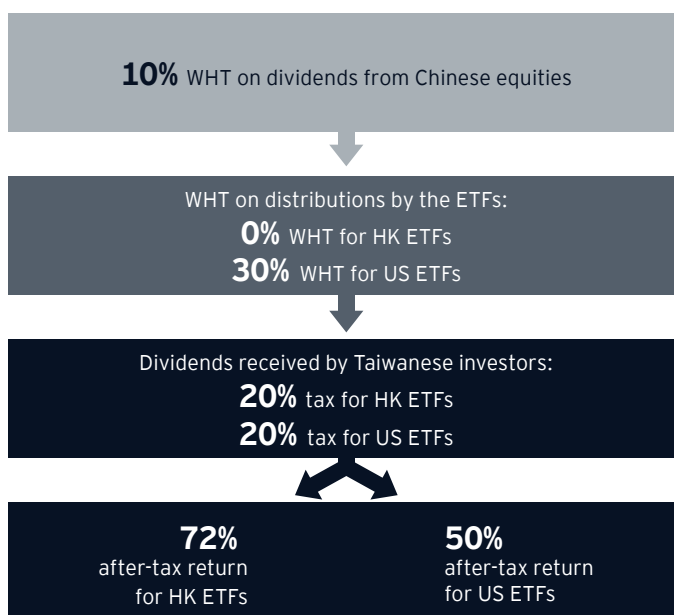 10% WHT on dividends from Chinese equities
WHT on distributions by the ETFs:
0% WHT for HK ETFs
30% WHT for US ETFs
Dividends received by Taiwanese investors:
20% tax for HK ETFs
20% tax for US ETFs
72%
after-tax return
for HK ETFs
50%
after-tax return
for US ETFs